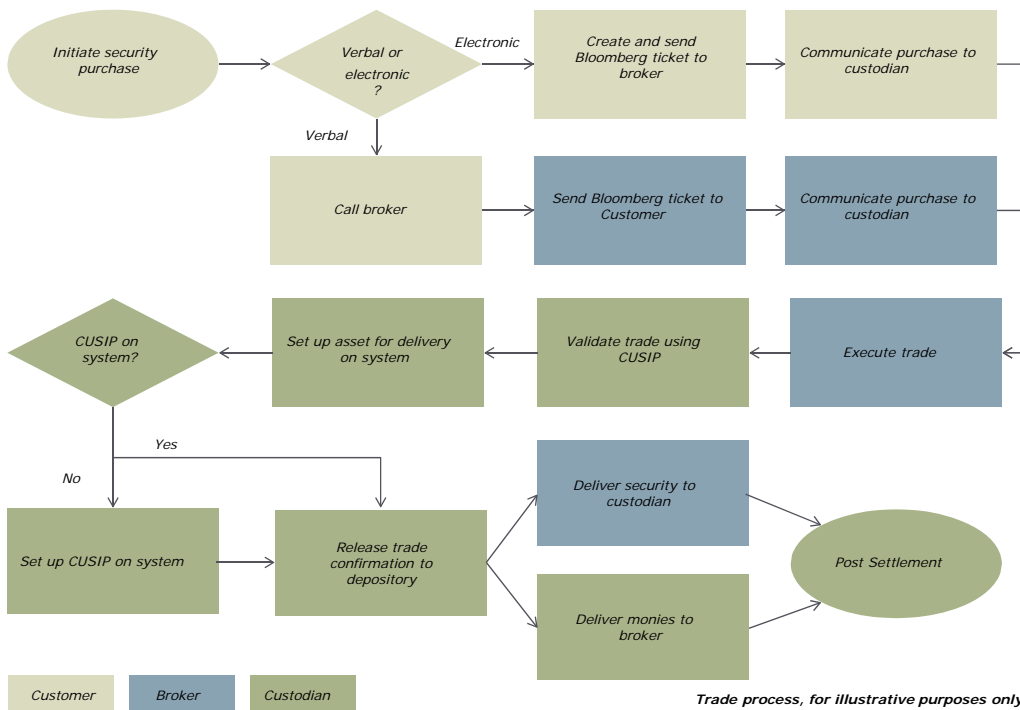 Initiate security
purchase
Verbal or
electronic
?
Electronic
Create and send
Bloomberg ticket to
broker
Communicate purchase to
custodian
Verbal
Call broker
Send Bloomberg ticket to
Customer
Communicate purchase to
custodian
CUSIP on
system?
Set up asset for delivery
on system
Validate trade using
CUSIP
Execute trade
Yes
No
Set up CUSIP on system
Release trade
confirmation to
depository
Deliver security to
custodian
Deliver monies to
broker
Post Settlement
Customer
Broker
Custodian
Trade process, for illustrative purposes only